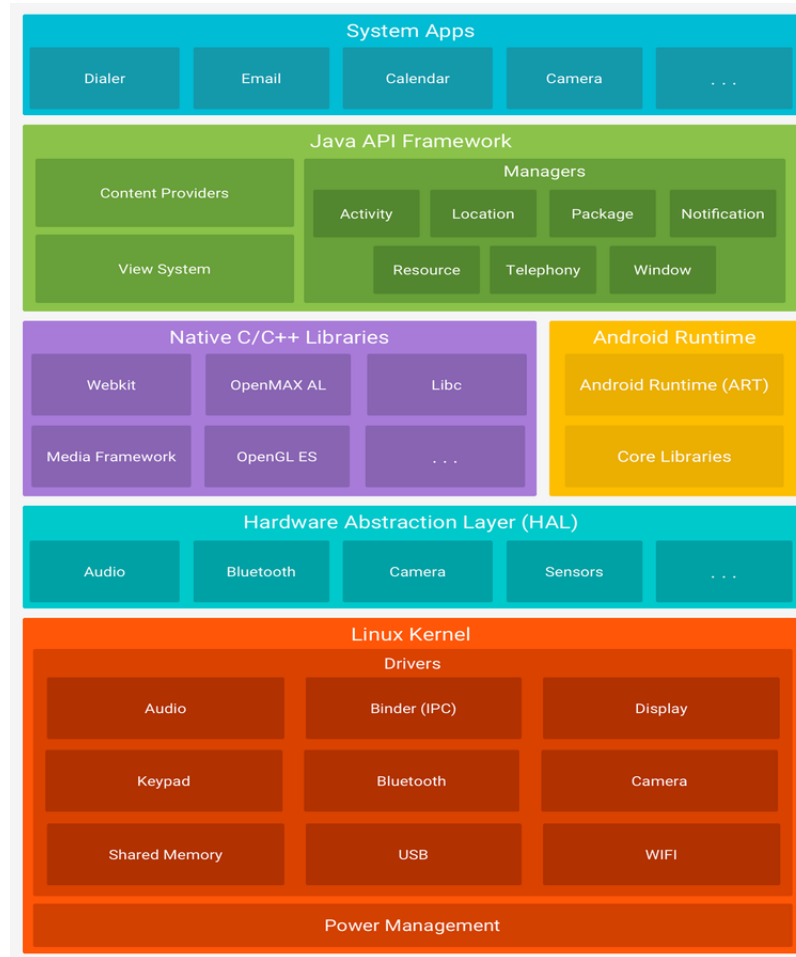 System Apps
Dialer Email Calendar Camera . . .
Java API Framework
Content Providers
View System
Managers
Activity Location Package Notification
Resource Telephony Window
Native C/C++ Libraries
Webkit OpenMAX AL Libc
Media Framework OpenGL ES . . .
Android Runtime
Android Runtime (ART)
Core Libraries
Hardware Abstraction Layer (HAL)
Audio Bluetooth Camera Sensors . . .
Linux Kernel
Drivers
Audio Binder (IPC) Display
Keypad Bluetooth Camera
Shared Memory USB WIFI
Power Management